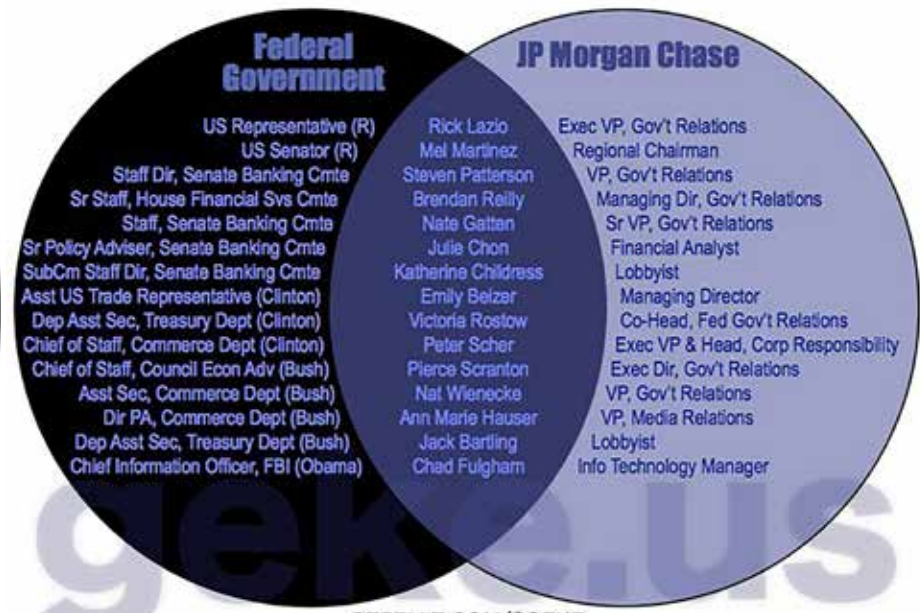 Federal
Government
JP Morgan Chase
US Representative (R) Rick Lazio Exec VP, Gov't Relations
US Senator (R) Mel Martinez Regional Chairman
Staff Dir, Senate Banking Cmte Steven Patterson VP, Gov't Relations
Sr Staff, House Financial Svs Cmte Brendan Reilly Managing Dir, Gov't Relations
Staff, Senate Banking Cmte Nate Gatten Sr VP, Gov't Relations
Sr Policy Adviser, Senate Banking Cmte Julie Chon Financial Analyst
SubCm Staff Dir, Senate Banking Cmte Katherine Childress Lobbyist
Asst US Trade Representative (Clinton) Emily Beizer Managing Director
Dep Asst Sec, Treasury Dept (Clinton) Victoria Rostow Co-Head, Fed Gov't Relations
Chief of Staff, Commerce Dept (Clinton) Peter Scher Exec VP & Head, Corp Responsibility
Chief of Staff, Council Econ Adv (Bush) Pierce Scranton Exec Dir, Gov't Relations
Asst Sec, Commerce Dept (Bush) Nat Wienecke VP, Gov't Relations
Dir PA, Commerce Dept (Bush) Ann Marie Hauser VP, Media Relations
Dep Asst Sec, Treasury Dept (Bush) Jack Bartling Lobbyist
Chief Information Officer, FBI (Obama) Chad Fulgham Info Technology Manager
geke.us